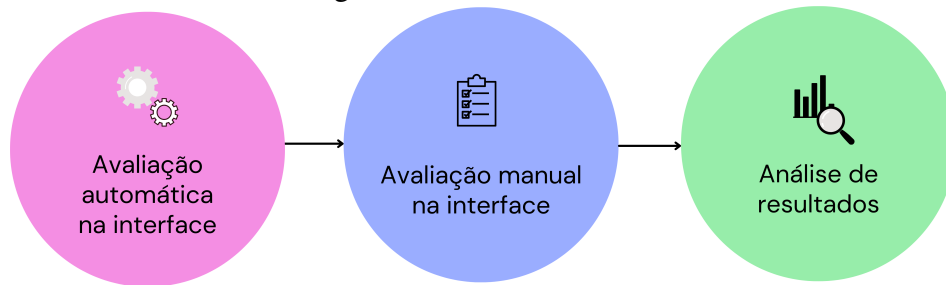 Avaliação
automática
na interface
Avaliação manual
na interface
Análise de
resultados